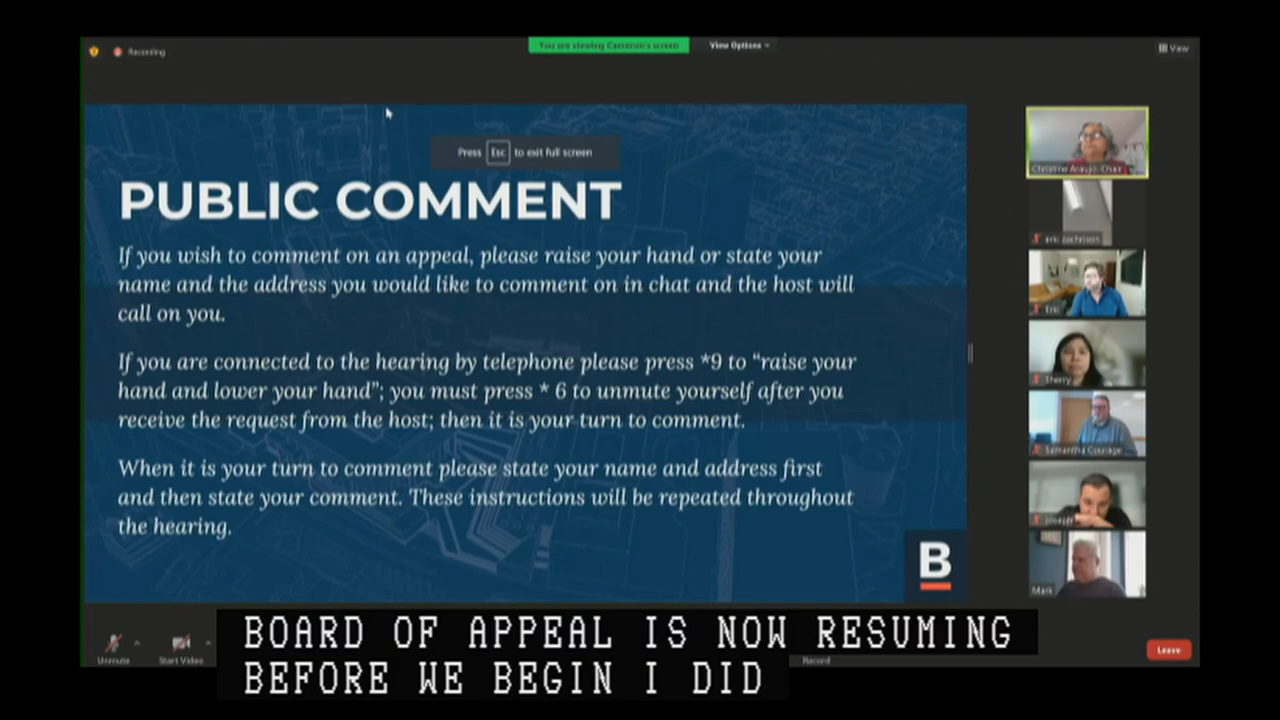 Recording
You are viewing Cameron's screen
View Options
View
Press Esc to exit full screen
PUBLIC COMMENT
If you wish to comment on an appeal, please raise your hand or state your
name and the address you would like to comment on in chat and the host will
call on you.
If you are connected to the hearing by telephone please press *9 to “raise your
hand and lower your hand”; you must press * 6 to unmute yourself after you
receive the request from the host; then it is your turn to comment.
When it is your turn to comment please state your name and address first
and then state your comment. These instructions will be repeated throughout
the hearing.
B
Christine Araujo, Chair
eric zachrison
Eric
Sherry
Samantha Courage
Joseph
Mark
Unmute
Start Video
Record
Leave
BOARD OF APPEAL IS NOW RESUMING
BEFORE WE BEGIN I DID